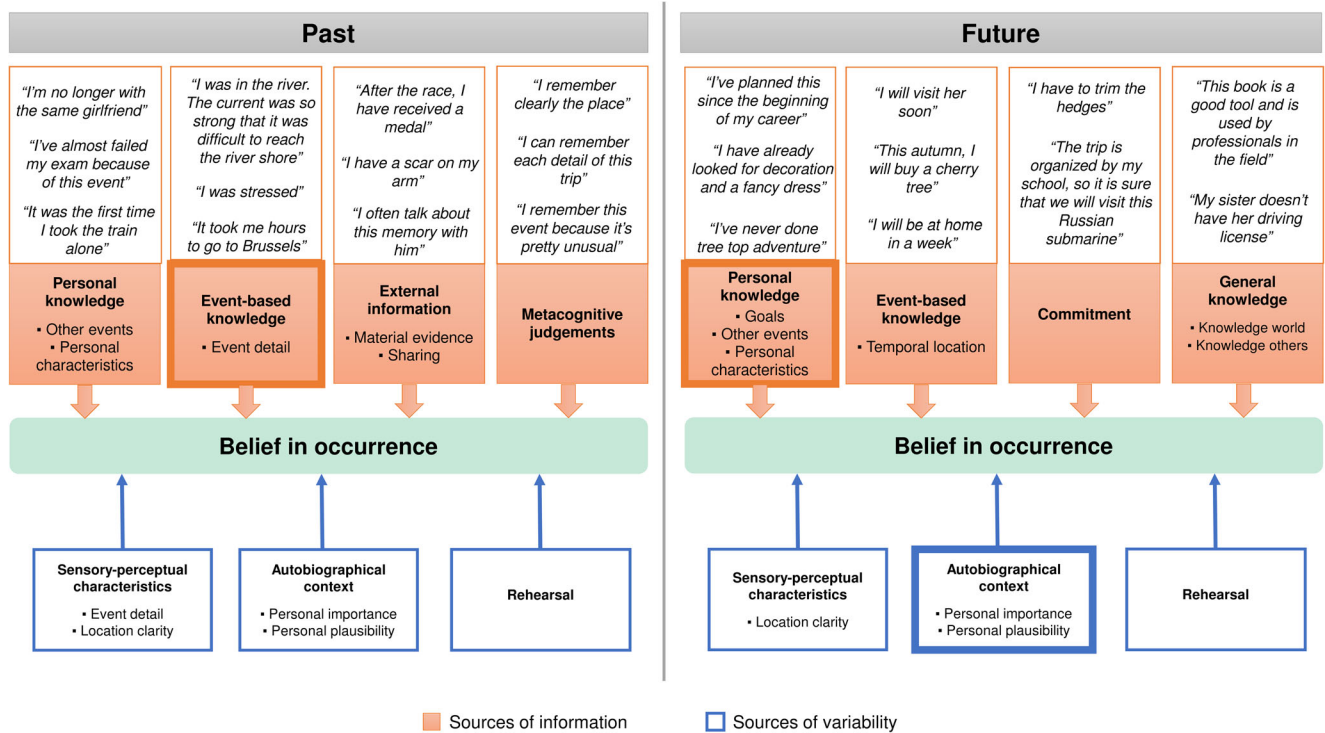 Past
“I'm no longer with
the same girlfriend”
“I've almost failed
my exam because
of this event”
“It was the first time
I took the train
alone”
“I was in the river.
The current was so
strong that it was
difficult to reach
the river shore”
“I was stressed”
“It took me hours
to go to Brussels”
“After the race, I
have received a
medal”
“I have a scar on my
arm”
“I often talk about
this memory with
him”
“I remember
clearly the place”
“I can remember
each detail of this
trip”
“I remember this
event because it's
pretty unusual”
Personal
knowledge
▪ Other events
▪ Personal
characteristics
Event-based
knowledge
▪ Event detail
External
information
▪ Material evidence
▪ Sharing
Metacognitive
judgements
Belief in occurrence
Sensory-perceptual
characteristics
▪ Event detail
▪ Location clarity
Autobiographical
context
▪ Personal importance
▪ Personal plausibility
Rehearsal
Future
“I've planned this
since the beginning
of my career”
“I have already
looked for decoration
and a fancy dress”
“I've never done
tree top adventure”
“I will visit her
soon”
“This autumn, I
will buy a cherry
tree”
“I will be at home
in a week”
“I have to trim the
hedges”
“The trip is
organized by my
school, so it is sure
that we will visit this
Russian
submarine”
“This book is a
good tool and is
used by
professionals in
the field”
“My sister doesn't
have her driving
license”
Personal
knowledge
▪ Goals
▪ Other events
▪ Personal
characteristics
Event-based
knowledge
▪ Temporal location
Commitment
General
knowledge
▪ Knowledge world
▪ Knowledge others
Belief in occurrence
Sensory-perceptual
characteristics
▪ Location clarity
Autobiographical
context
▪ Personal importance
▪ Personal plausibility
Rehearsal
Sources of information
Sources of variability